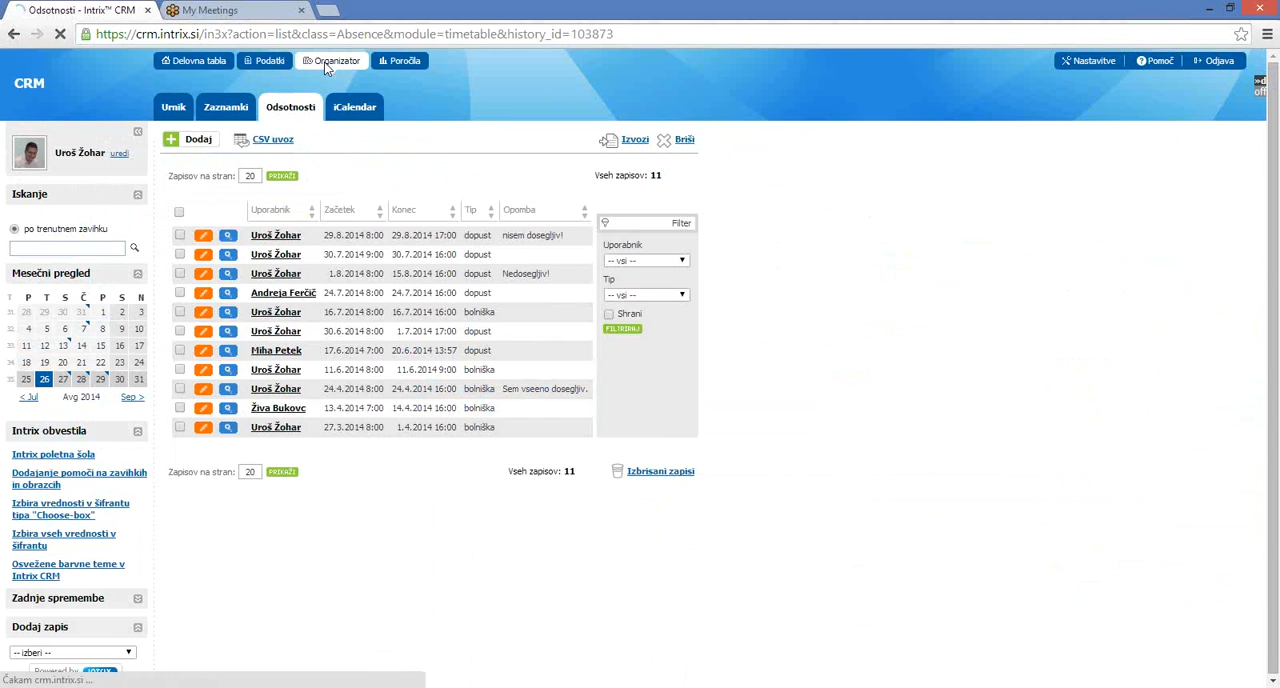 Odsotnosti - Intrix™ CRM
My Meetings
https://crm.intrix.si/in3x?action=list&class=Absence&module=timetable&history_id=103873
Delovna tabla
Podatki
Organizator
Poročila
Nastavitve
Pomoč
Odjava
CRM
Urnik
Zaznamki
Odsotnosti
iCalendar
Uroš Žohar uredi
Iskanje
po trenutnem zavihku
Mesečni pregled
T P T S Č P S N
31. 28 29 30 31 1 2 3
32. 4 5 6 7 8 9 10
33. 11 12 13 14 15 16 17
34. 18 19 20 21 22 23 24
35. 25 26 27 28 29 30 31
< Jul Avg 2014 Sep >
Intrix obvestila
Intrix poletna šola
Dodajanje pomoči na zavihkih
in obrazcih
Izbira vrednosti v šifrantu
tipa "Choose-box"
Izbira vseh vrednosti v
šifrantu
Osvežene barvne teme v
Intrix CRM
Zadnje spremembe
Dodaj zapis
-- izberi --
Powered by INTRIX
Čakam crm.intrix.si ...
Dodaj
CSV uvoz
Izvozi
Briši
Zapisov na stran: 20 PRIKAŽI
Vseh zapisov: 11
Uporabnik Začetek Konec Tip Opomba
Uroš Žohar 29.8.2014 8:00 29.8.2014 17:00 dopust nisem dosegljiv!
Uroš Žohar 30.7.2014 9:00 30.7.2014 16:00 dopust
Uroš Žohar 1.8.2014 8:00 15.8.2014 16:00 dopust Nedosegljiv!
Andreja Ferčič 24.7.2014 8:00 24.7.2014 16:00 dopust
Uroš Žohar 16.7.2014 8:00 16.7.2014 16:00 bolniška
Uroš Žohar 30.6.2014 8:00 1.7.2014 17:00 dopust
Miha Petek 17.6.2014 7:00 20.6.2014 13:57 dopust
Uroš Žohar 11.6.2014 8:00 11.6.2014 9:00 bolniška
Uroš Žohar 24.4.2014 8:00 24.4.2014 16:00 bolniška Sem vseeno dosegljiv.
Živa Bukovc 13.4.2014 7:00 14.4.2014 16:00 bolniška
Uroš Žohar 27.3.2014 8:00 1.4.2014 16:00 bolniška
Filter
Uporabnik
-- vsi --
Tip
-- vsi --
Shrani
FILTRIRAJ
Zapisov na stran: 20 PRIKAŽI
Vseh zapisov: 11
Izbrisani zapisi